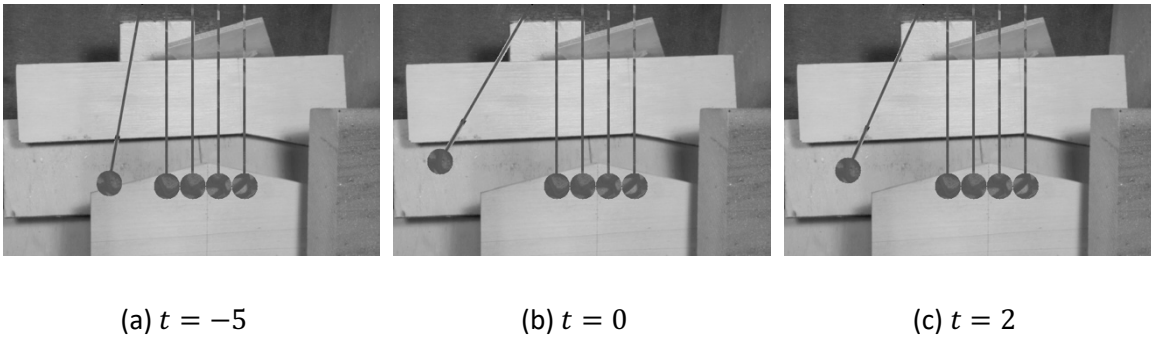 (a) t = −5
(b) t = 0
(c) t = 2